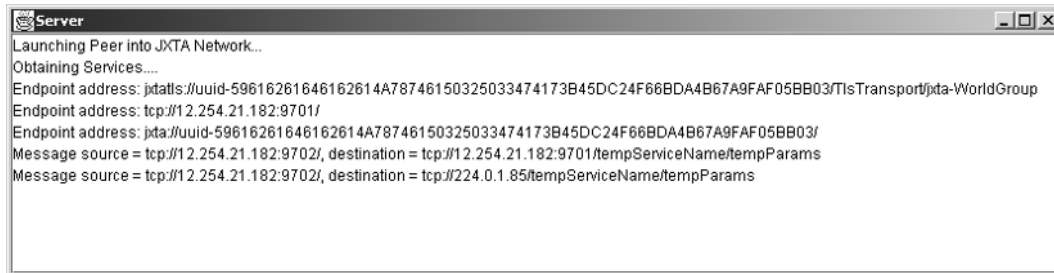 Server
Launching Peer into JXTA Network...
Obtaining Services....
Endpoint address: jxtatls://uuid-59616261646162614A78746150325033474173B45DC24F66BDA4B67A9FAF05BB03/TlsTransport/jxta-WorldGroup
Endpoint address: tcp://12.254.21.182:9701/
Endpoint address: jxta://uuid-59616261646162614A78746150325033474173B45DC24F66BDA4B67A9FAF05BB03/
Message source = tcp://12.254.21.182:9702/, destination = tcp://12.254.21.182:9701/tempServiceName/tempParams
Message source = tcp://12.254.21.182:9702/, destination = tcp://224.0.1.85/tempServiceName/tempParams